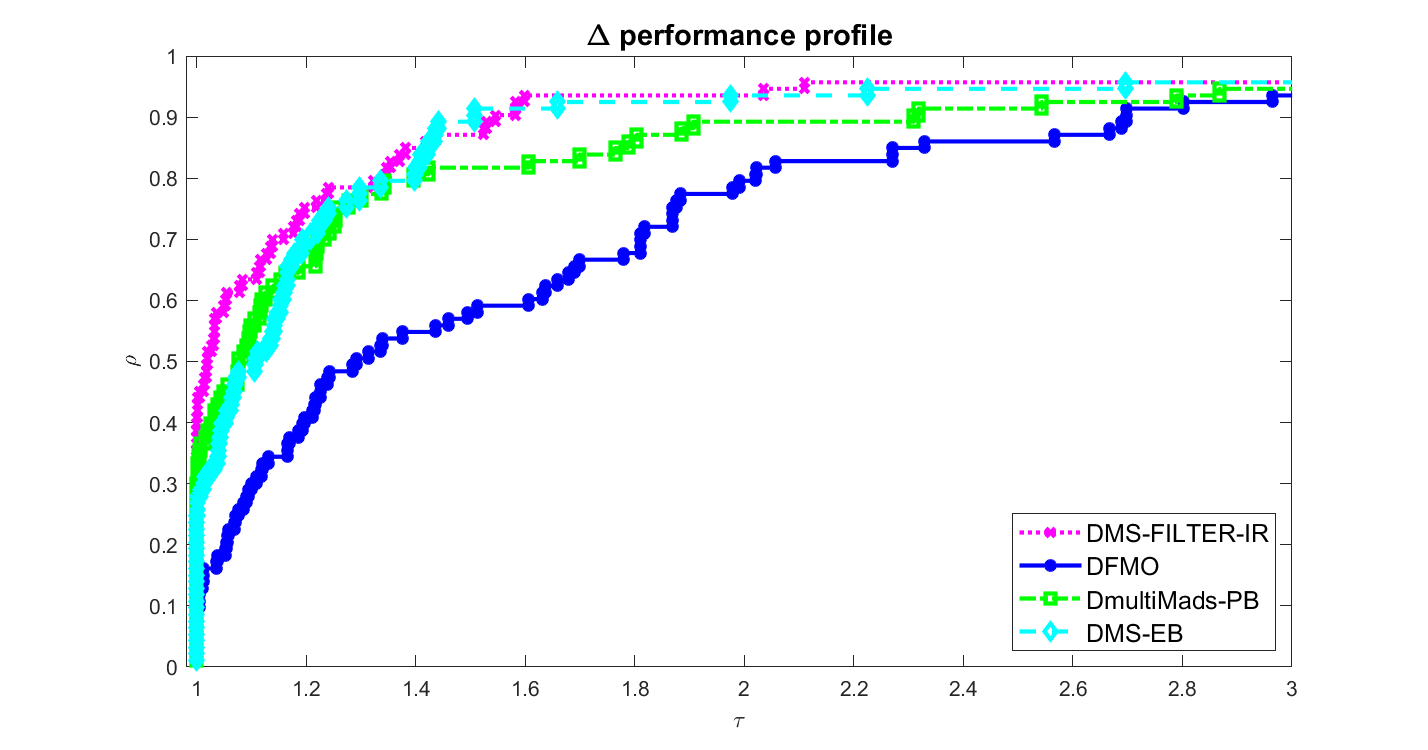 Δ performance profile
1
0.9
0.8
0.7
0.6
0.5
0.4
0.3
0.2
0.1
0
ρ
1 1.2 1.4 1.6 1.8 2 2.2 2.4 2.6 2.8 3
τ
DMS-FILTER-IR
DFMO
DmultiMads-PB
DMS-EB